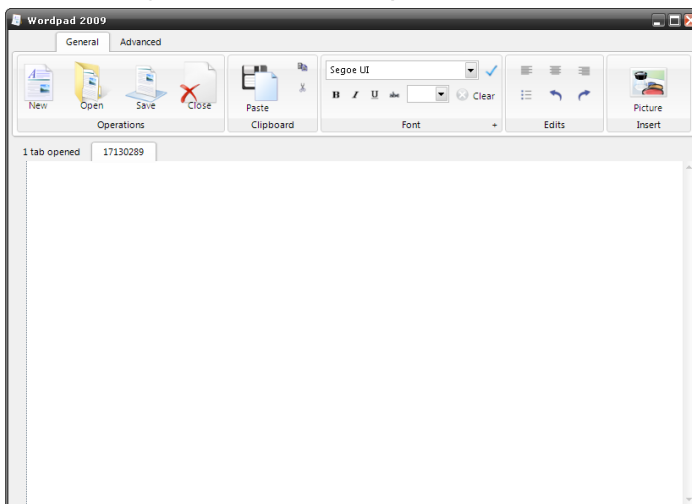 Wordpad 2009
General Advanced
Segoe UI
B I U abc Clear
New Open Save Close Paste Picture
Operations Clipboard Font Edits Insert
1 tab opened 17130289